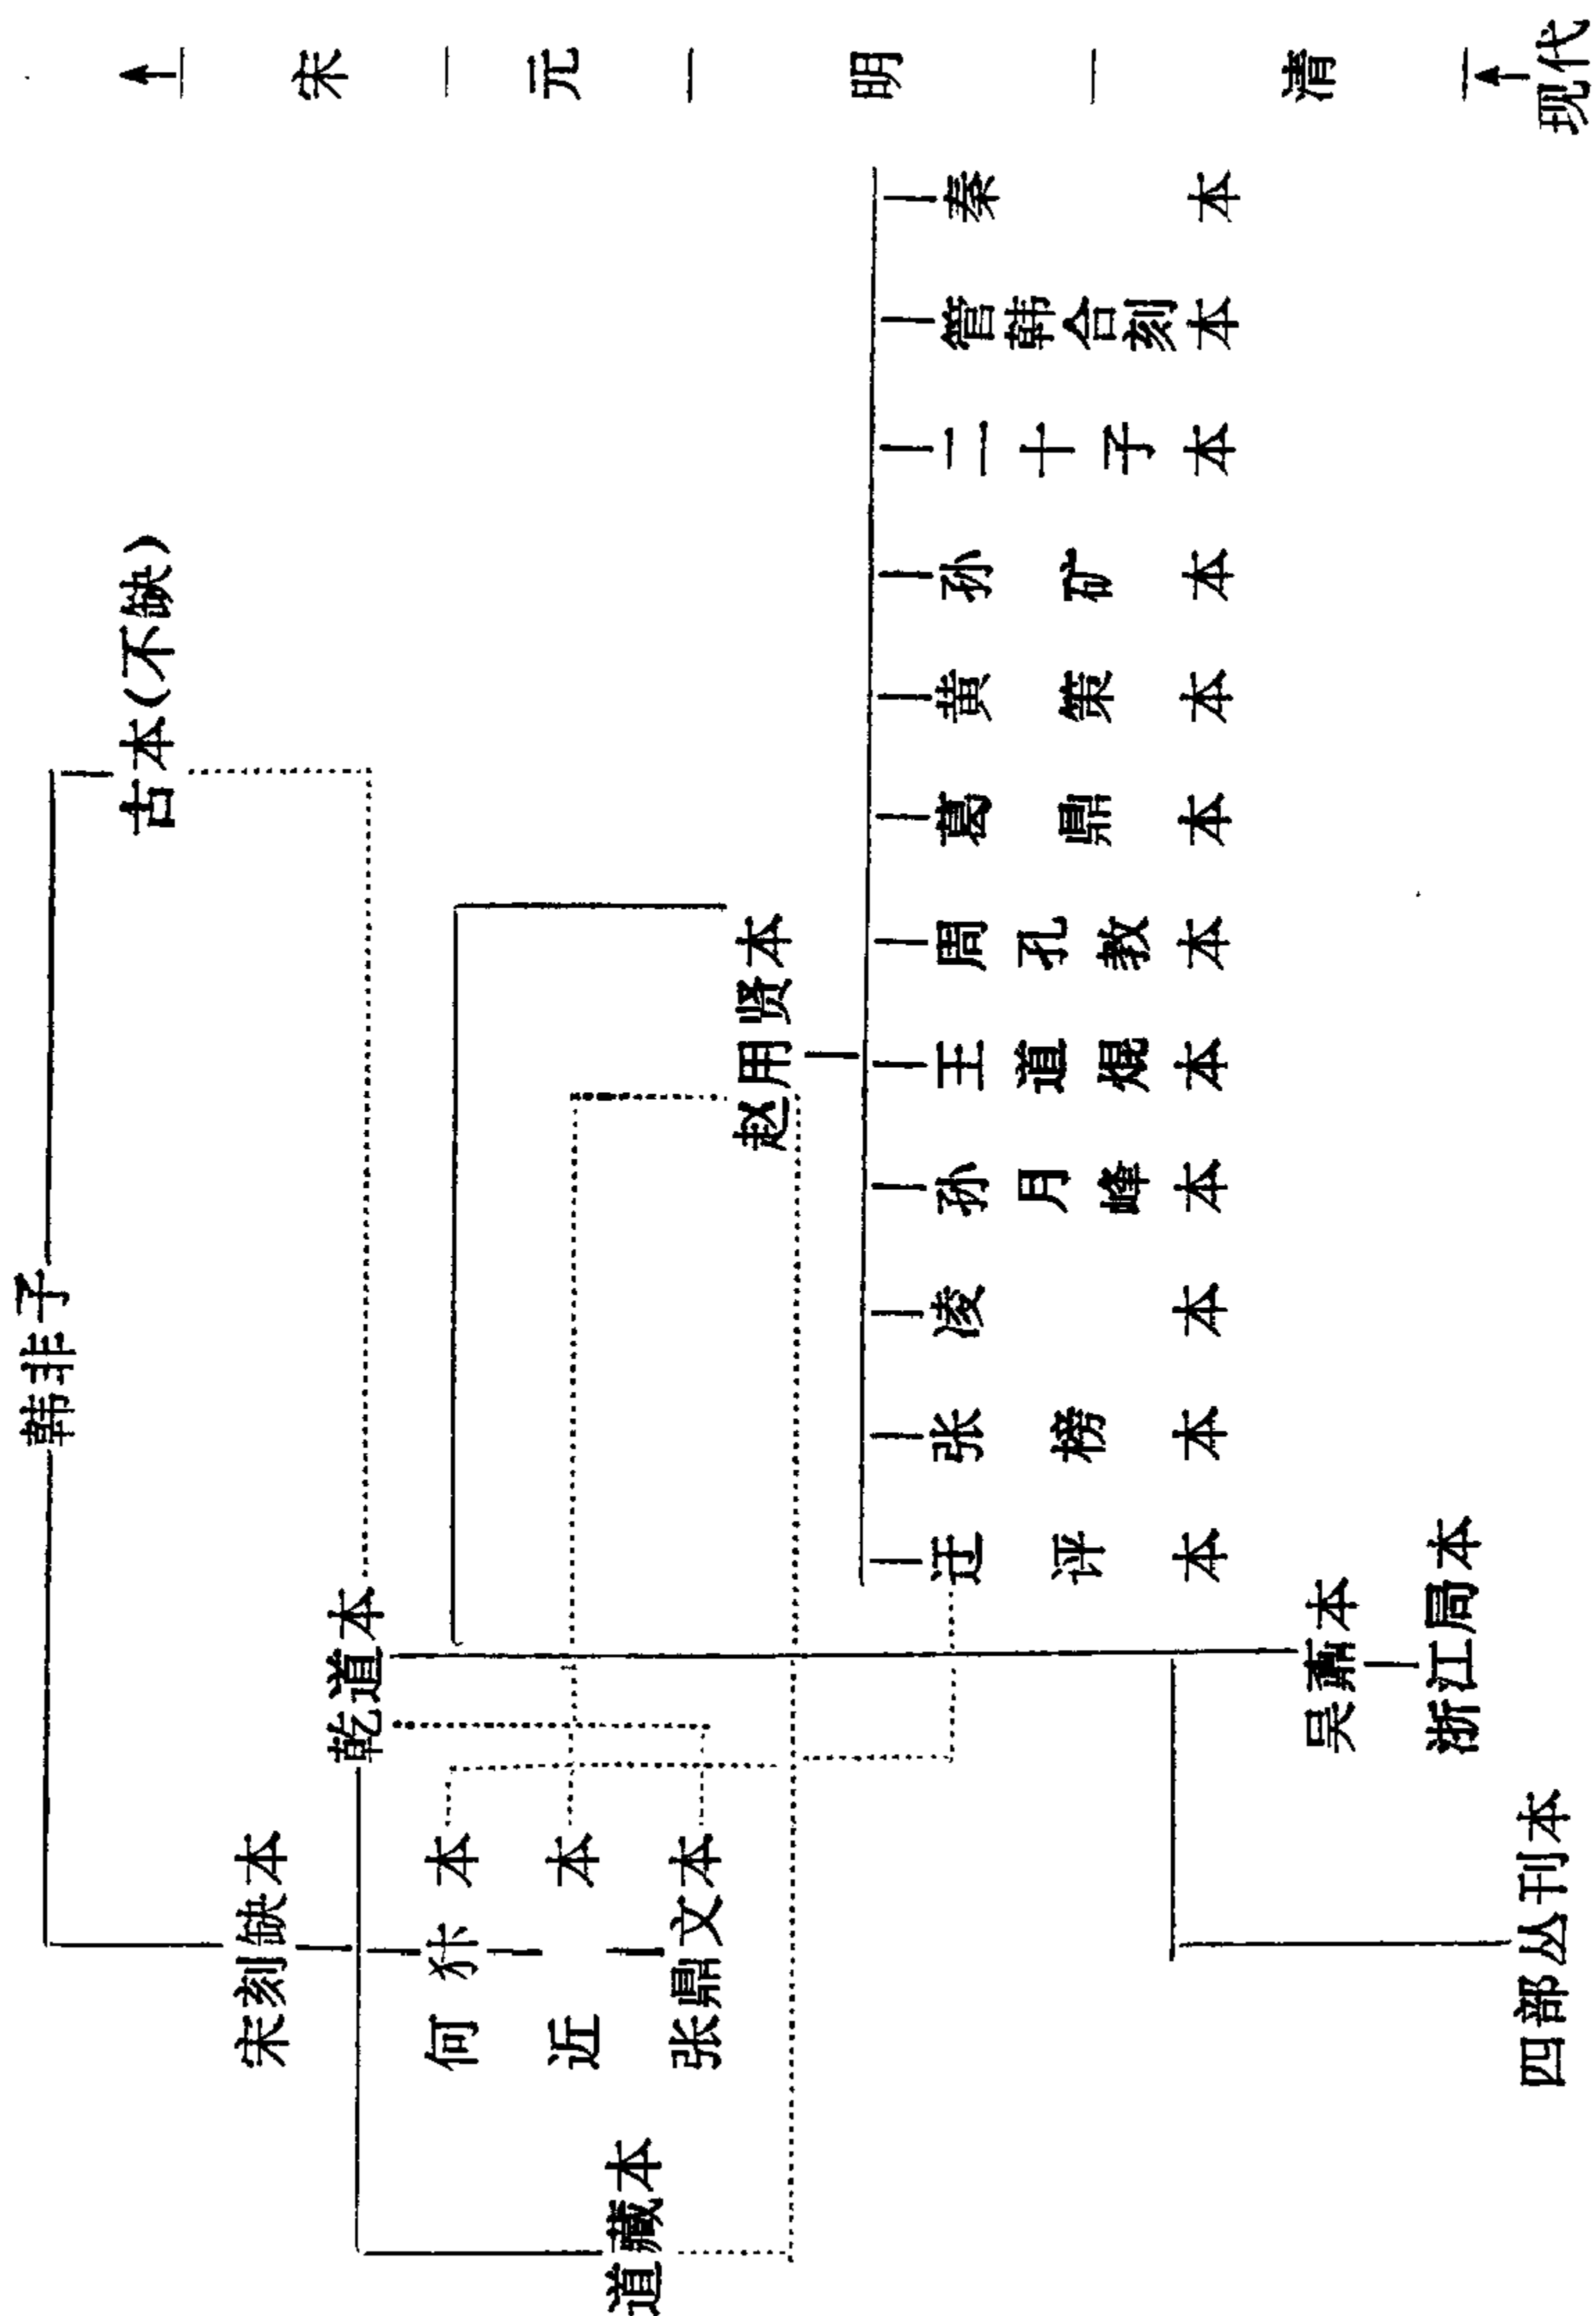 韩非子
古本(不缺)
宋刻缺本
乾道本
何犿本
近本
张鼎文本
道藏本
赵用贤本
迂评本
张榜本
凌本
孙月峰本
王道焜本
周孔教本
葛鼎本
黄策本
孙矿本
二十子本
管韩合刻本
秦本
吴鼒本
浙江局本
四部丛刊本
宋
元
明
清
现代